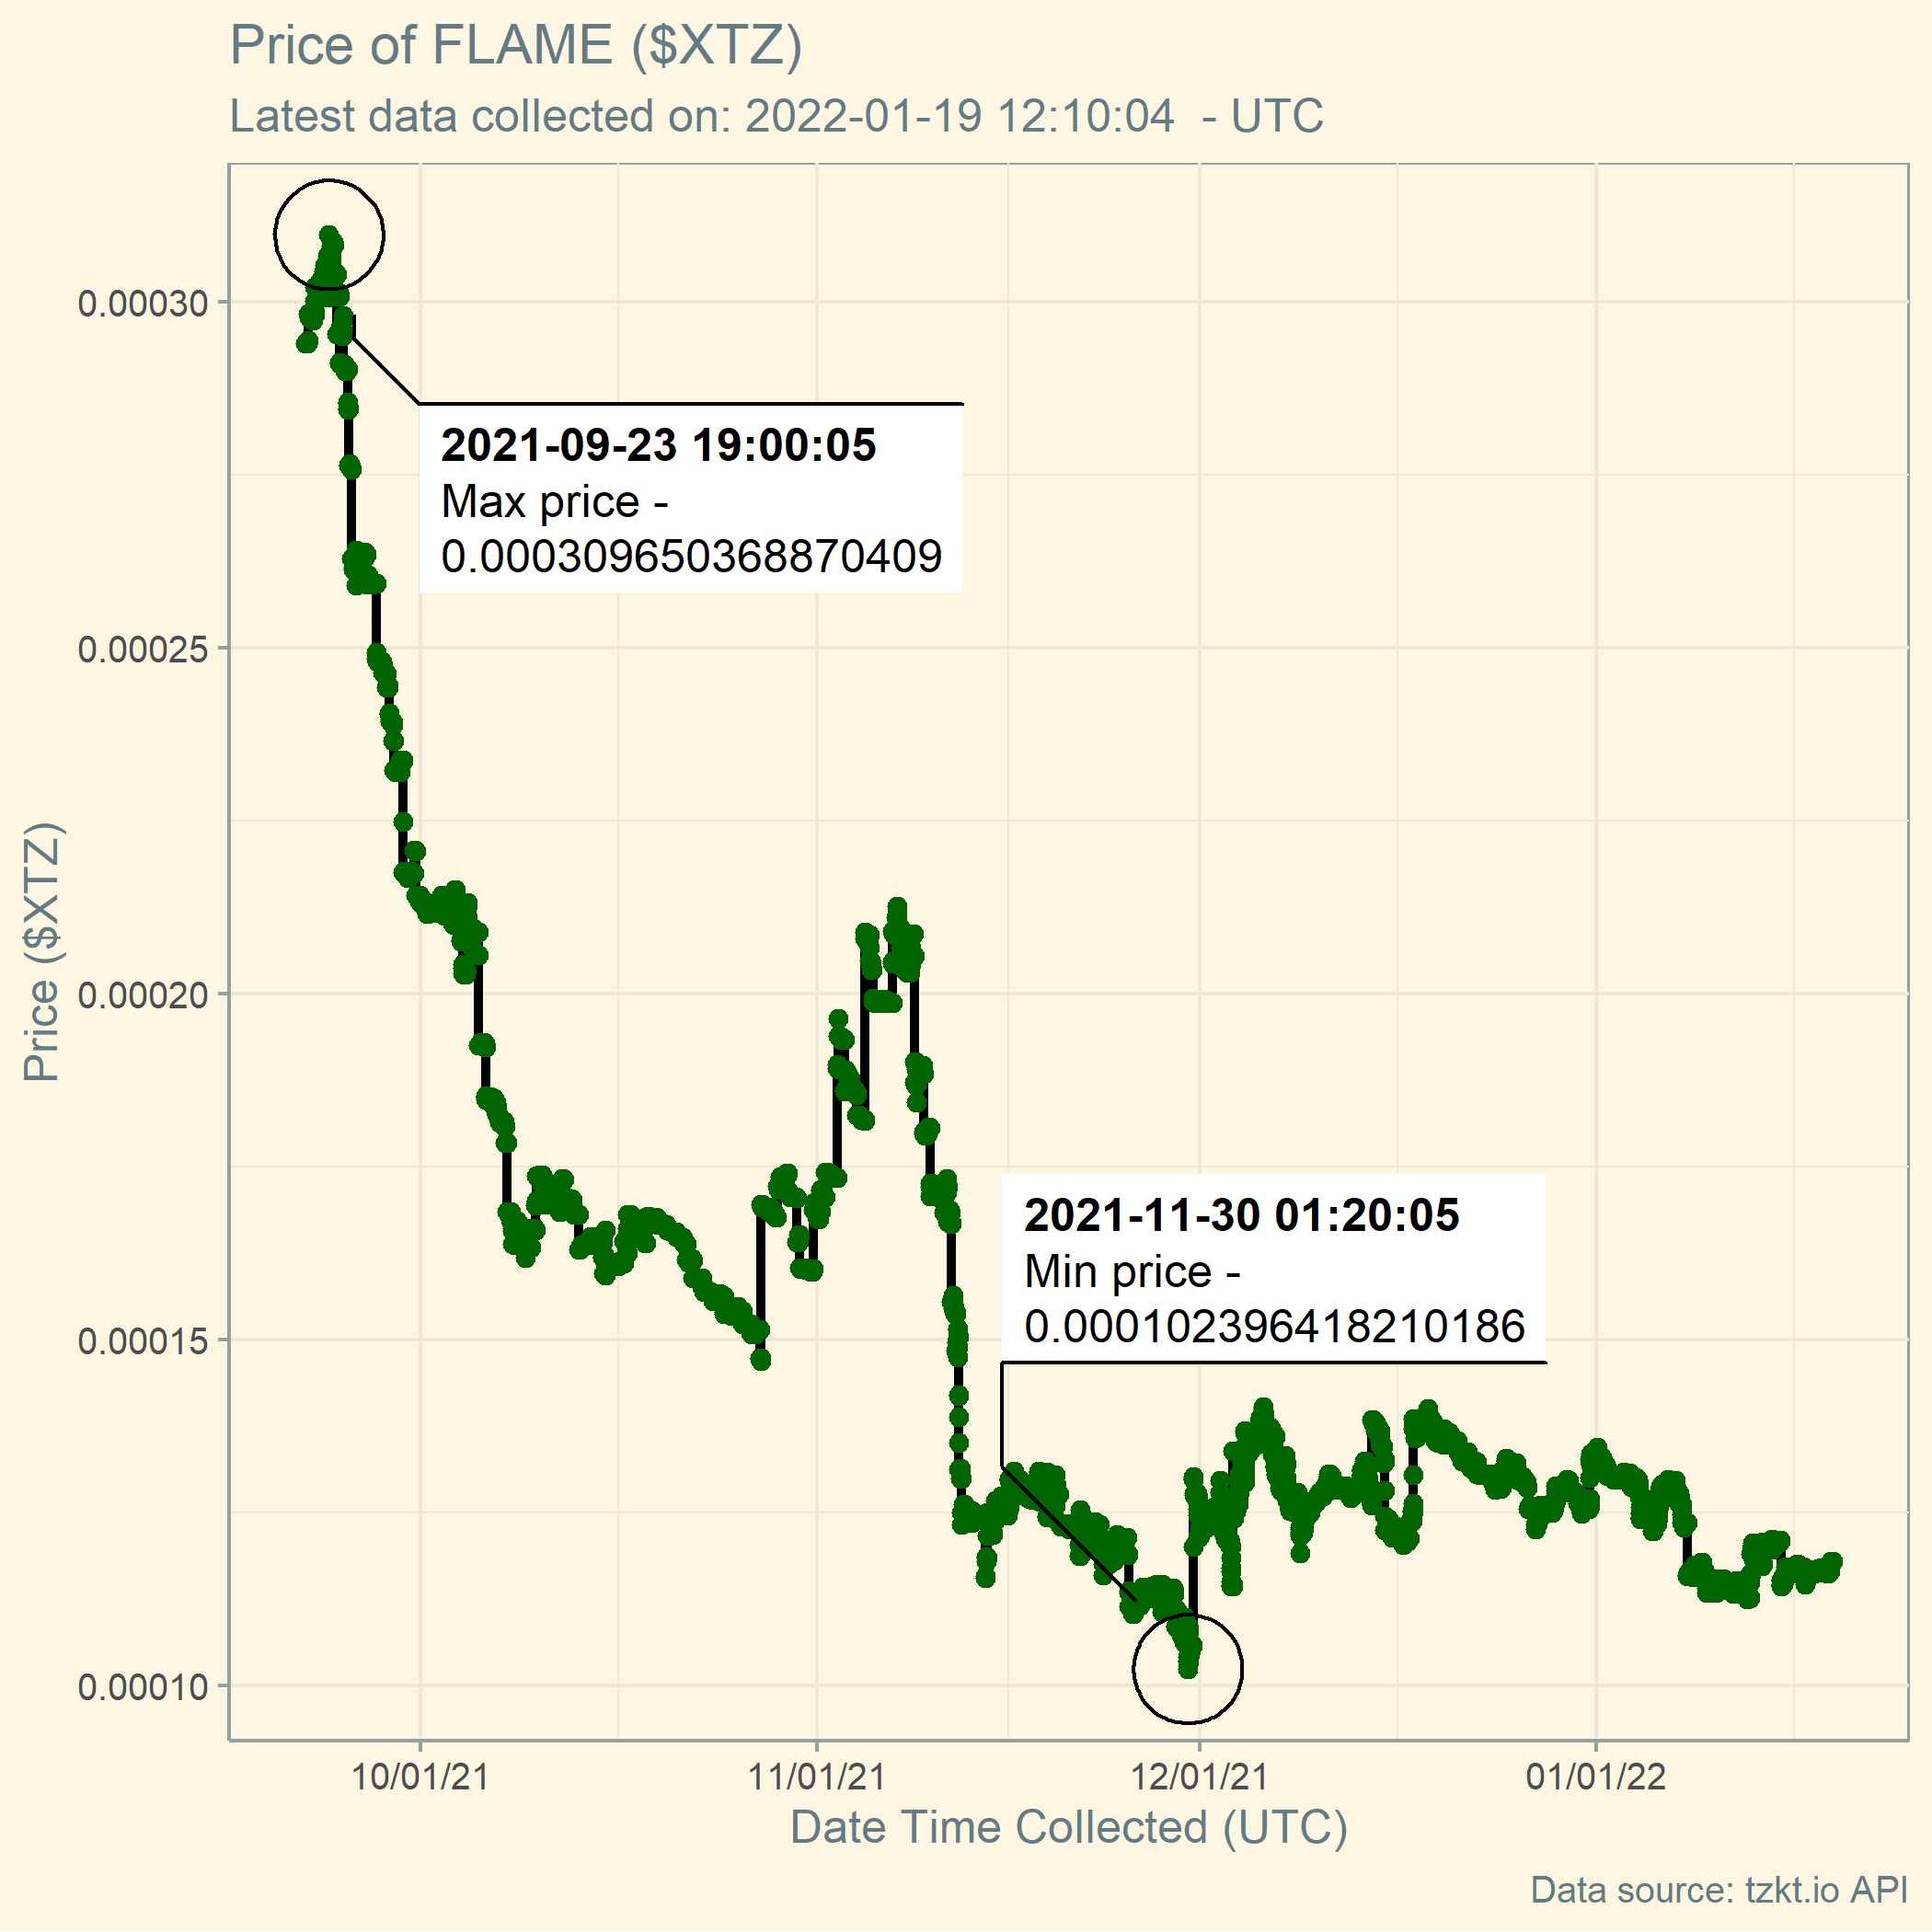 Price of FLAME ($XTZ)
Latest data collected on: 2022-01-19 12:10:04  - UTC
0.00030
0.00025
0.00020
0.00015
0.00010
Price ($XTZ)
2021-09-23 19:00:05
Max price -
0.000309650368870409
2021-11-30 01:20:05
Min price -
0.000102396418210186
10/01/21
11/01/21
12/01/21
01/01/22
Date Time Collected (UTC)
Data source: tzkt.io API